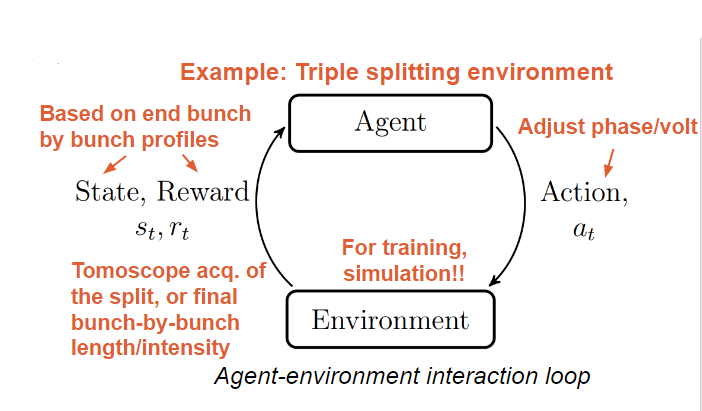 Example: Triple splitting environment
Based on end bunch
by bunch profiles
Agent
Adjust phase/volt
State, Reward
s_t, r_t
Action,
a_t
For training,
simulation!!
Tomoscope acq. of
the split, or final
bunch-by-bunch
length/intensity
Environment
Agent-environment interaction loop